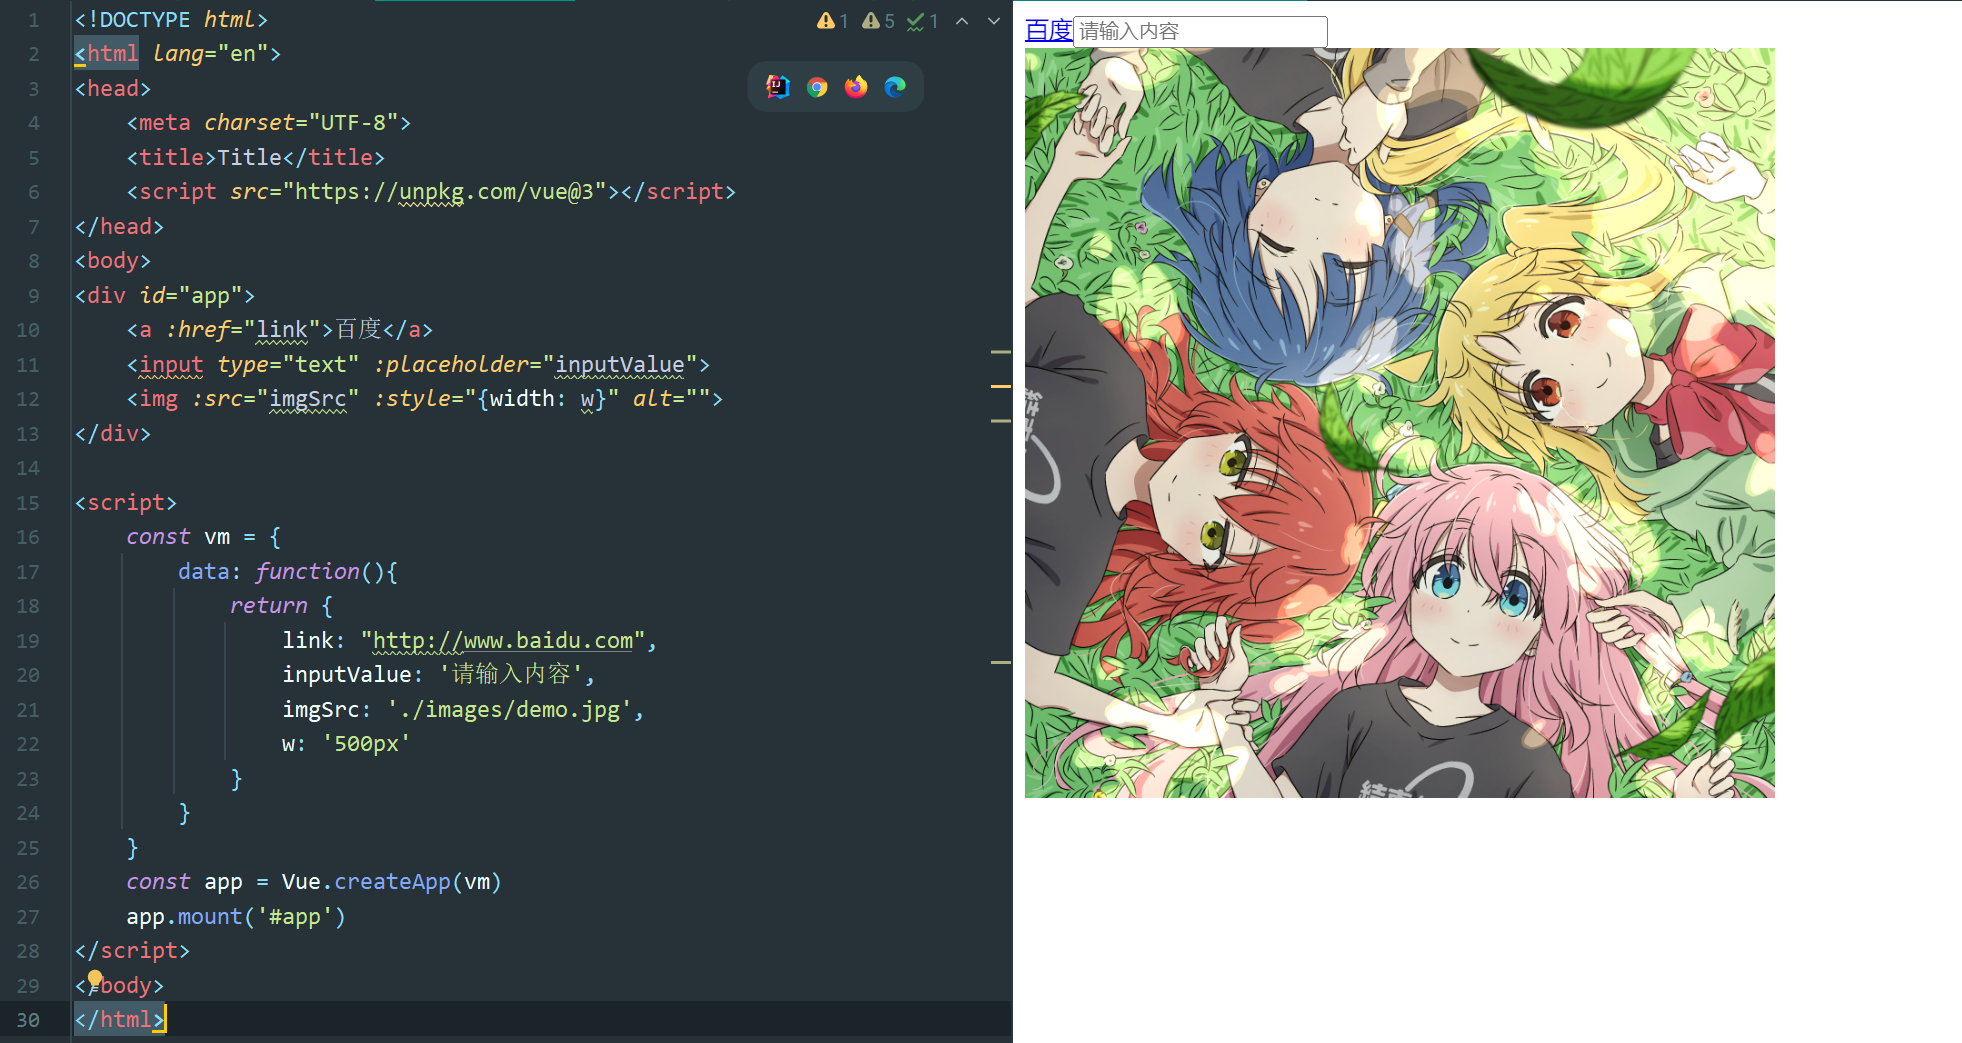 1 <!DOCTYPE html>
2 <html lang="en">
3 <head>
4     <meta charset="UTF-8">
5     <title>Title</title>
6     <script src="https://unpkg.com/vue@3"></script>
7 </head>
8 <body>
9 <div id="app">
10     <a :href="link">百度</a>
11     <input type="text" :placeholder="inputValue">
12     <img :src="imgSrc" :style="{width: w}" alt="">
13 </div>
14
15 <script>
16     const vm = {
17         data: function(){
18             return {
19                 link: "http://www.baidu.com",
20                 inputValue: '请输入内容',
21                 imgSrc: './images/demo.jpg',
22                 w: '500px'
23             }
24         }
25     }
26     const app = Vue.createApp(vm)
27     app.mount('#app')
28 </script>
29 </body>
30 </html>
1 5 1
百度 请输入内容